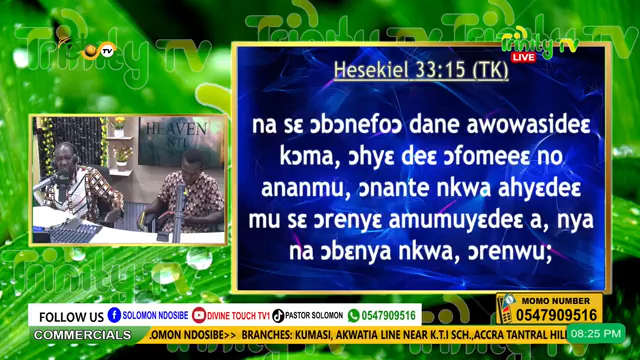 TV
Trinity TV
LIVE
Hesekiel 33:15 (TK)
na sɛ ɔbɔnefoɔ dane awowasideɛ
kɔma, ɔhyɛ deɛ ɔfomeeɛ no
ananmu, ɔnante nkwa ahyɛdeɛ
mu sɛ ɔrenyɛ amumuyɛdeɛ a, nya
na ɔbɛnya nkwa, ɔrenwu;
HEAVEN
FOLLOW US
SOLOMON NDOSIBE
DIVINE TOUCH TV1
PASTOR SOLOMON
0547909516
MOMO NUMBER
0547909516
COMMERCIALS
OLOMON NDOSIBE>> BRANCHES: KUMASI, AKWATIA LINE NEAR K.T.I SCH.,ACCRA TANTRAL HIL
08:25 PM